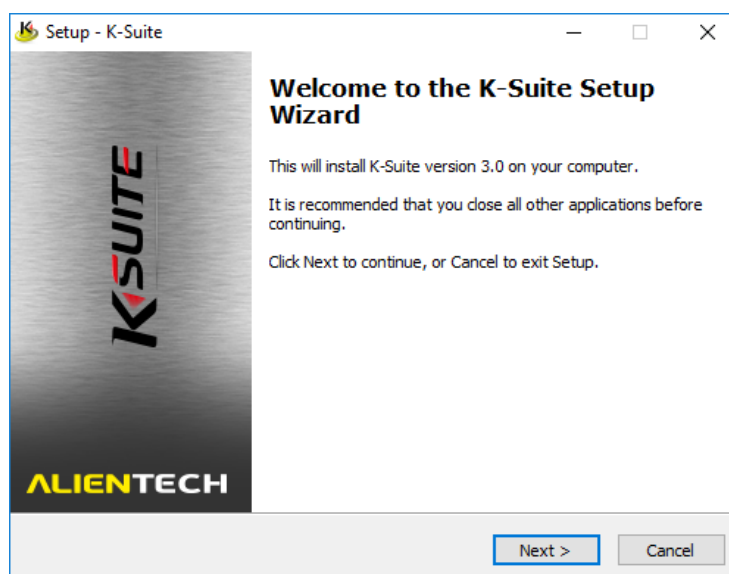 Setup - K-Suite
Welcome to the K-Suite Setup
Wizard
This will install K-Suite version 3.0 on your computer.
It is recommended that you close all other applications before
continuing.
Click Next to continue, or Cancel to exit Setup.
K-SUITE
ALIENTECH
Next >
Cancel